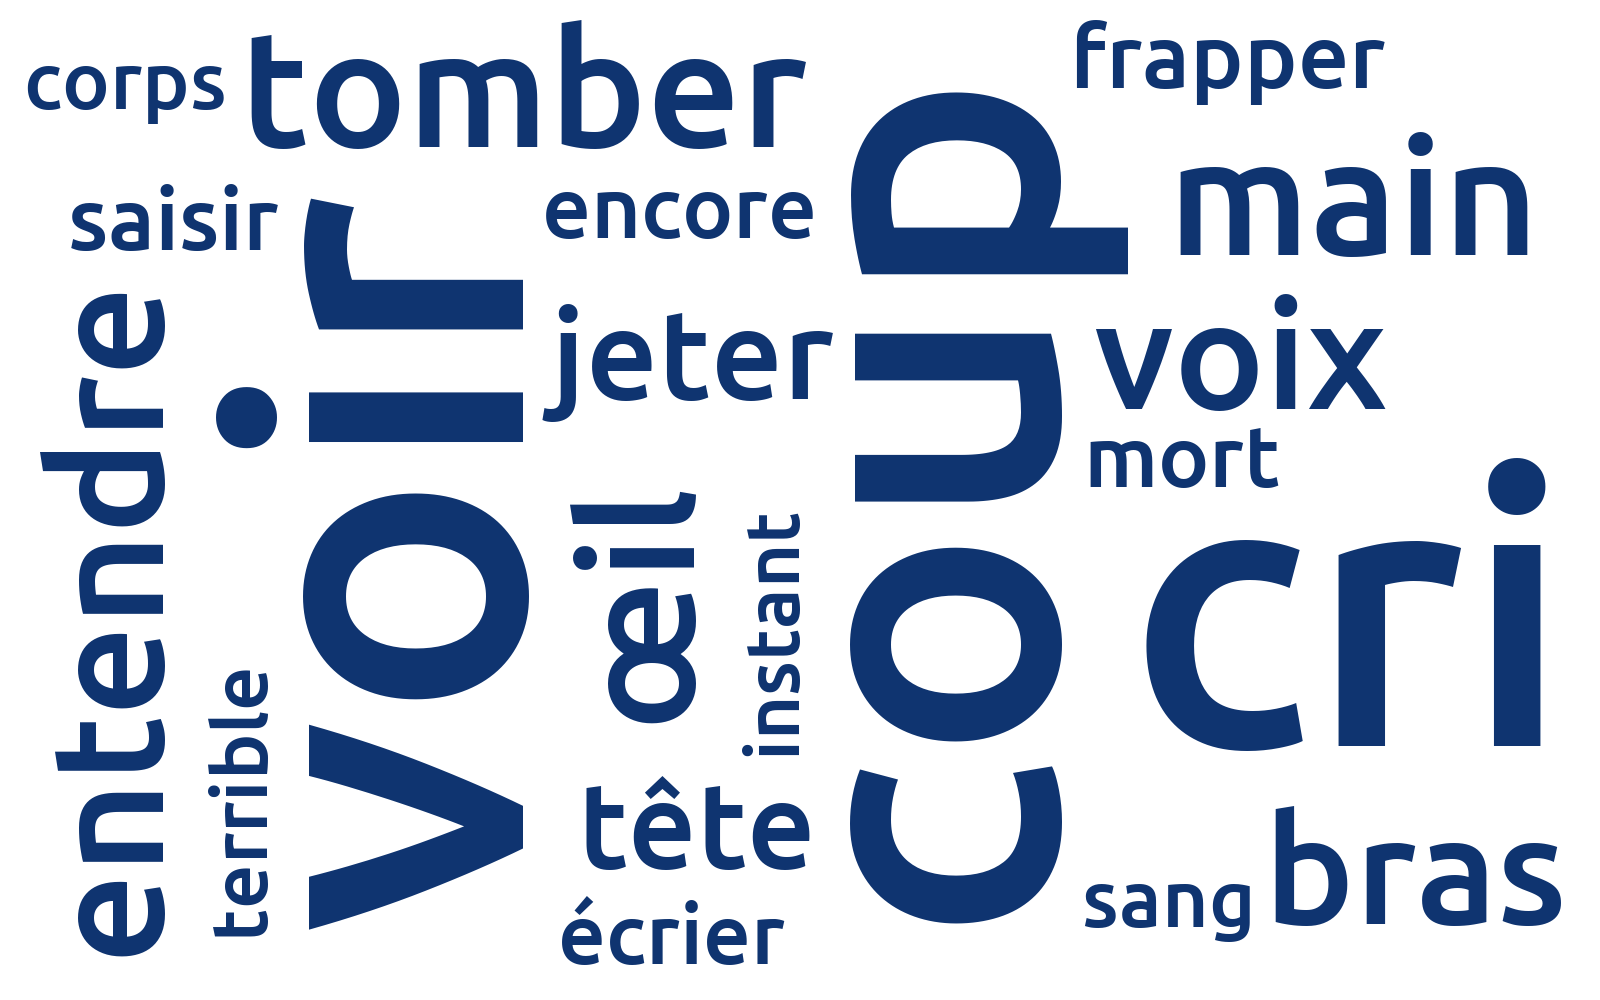 corps
tomber
frapper
saisir
encore
main
entendre
voir
jeter
coup
voix
mort
œil
instant
cri
terrible
tête
bras
sang
écrier